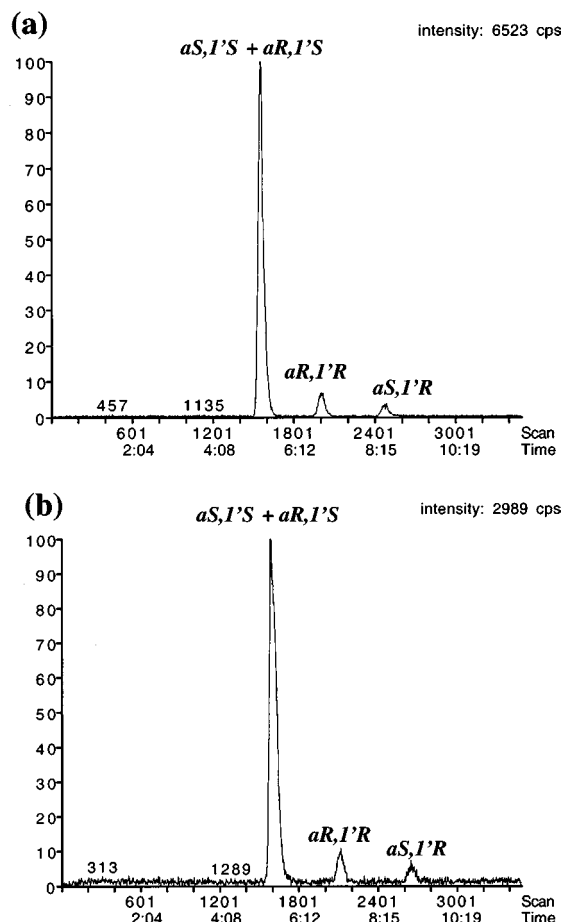 (a)
intensity: 6523 cps
aS,1'S + aR,1'S
100
90
80
70
60
50
40
30
20
10
0
457
1135
aR,1'R
aS,1'R
601 1201 1801 2401 3001 Scan
2:04 4:08 6:12 8:15 10:19 Time
(b)
intensity: 2989 cps
aS,1'S + aR,1'S
100
90
80
70
60
50
40
30
20
10
0
313
1289
aR,1'R
aS,1'R
601 1201 1801 2401 3001 Scan
2:04 4:08 6:12 8:15 10:19 Time